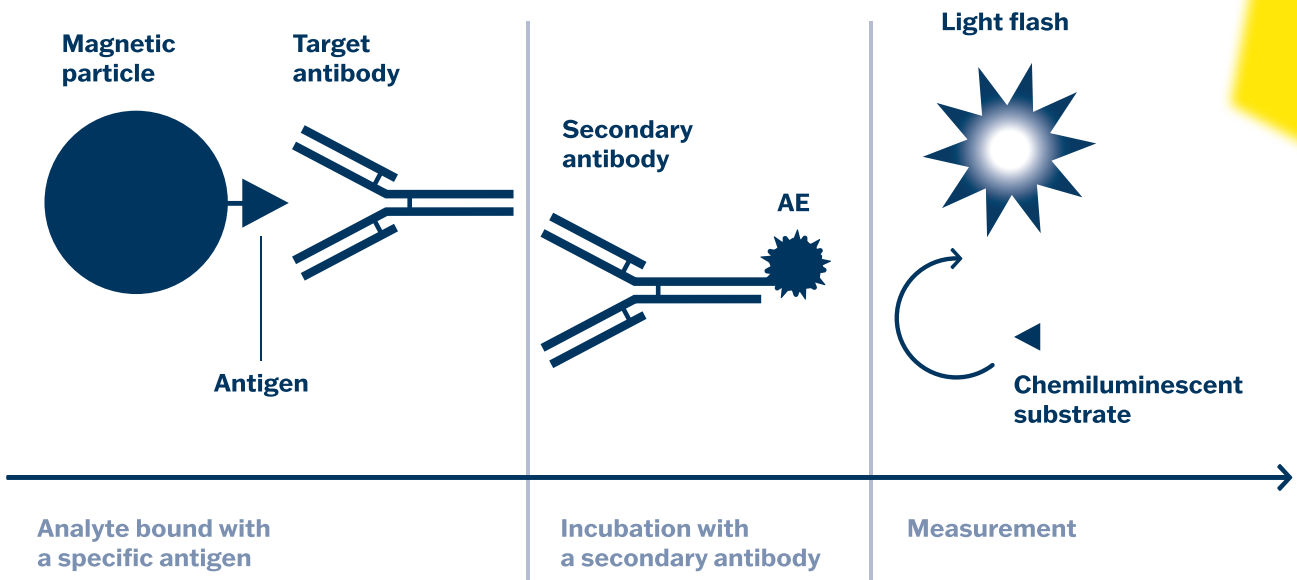 Magnetic
particle
Target
antibody
Antigen
Secondary
antibody
AE
Light flash
Chemiluminescent
substrate
Analyte bound with
a specific antigen
Incubation with
a secondary antibody
Measurement